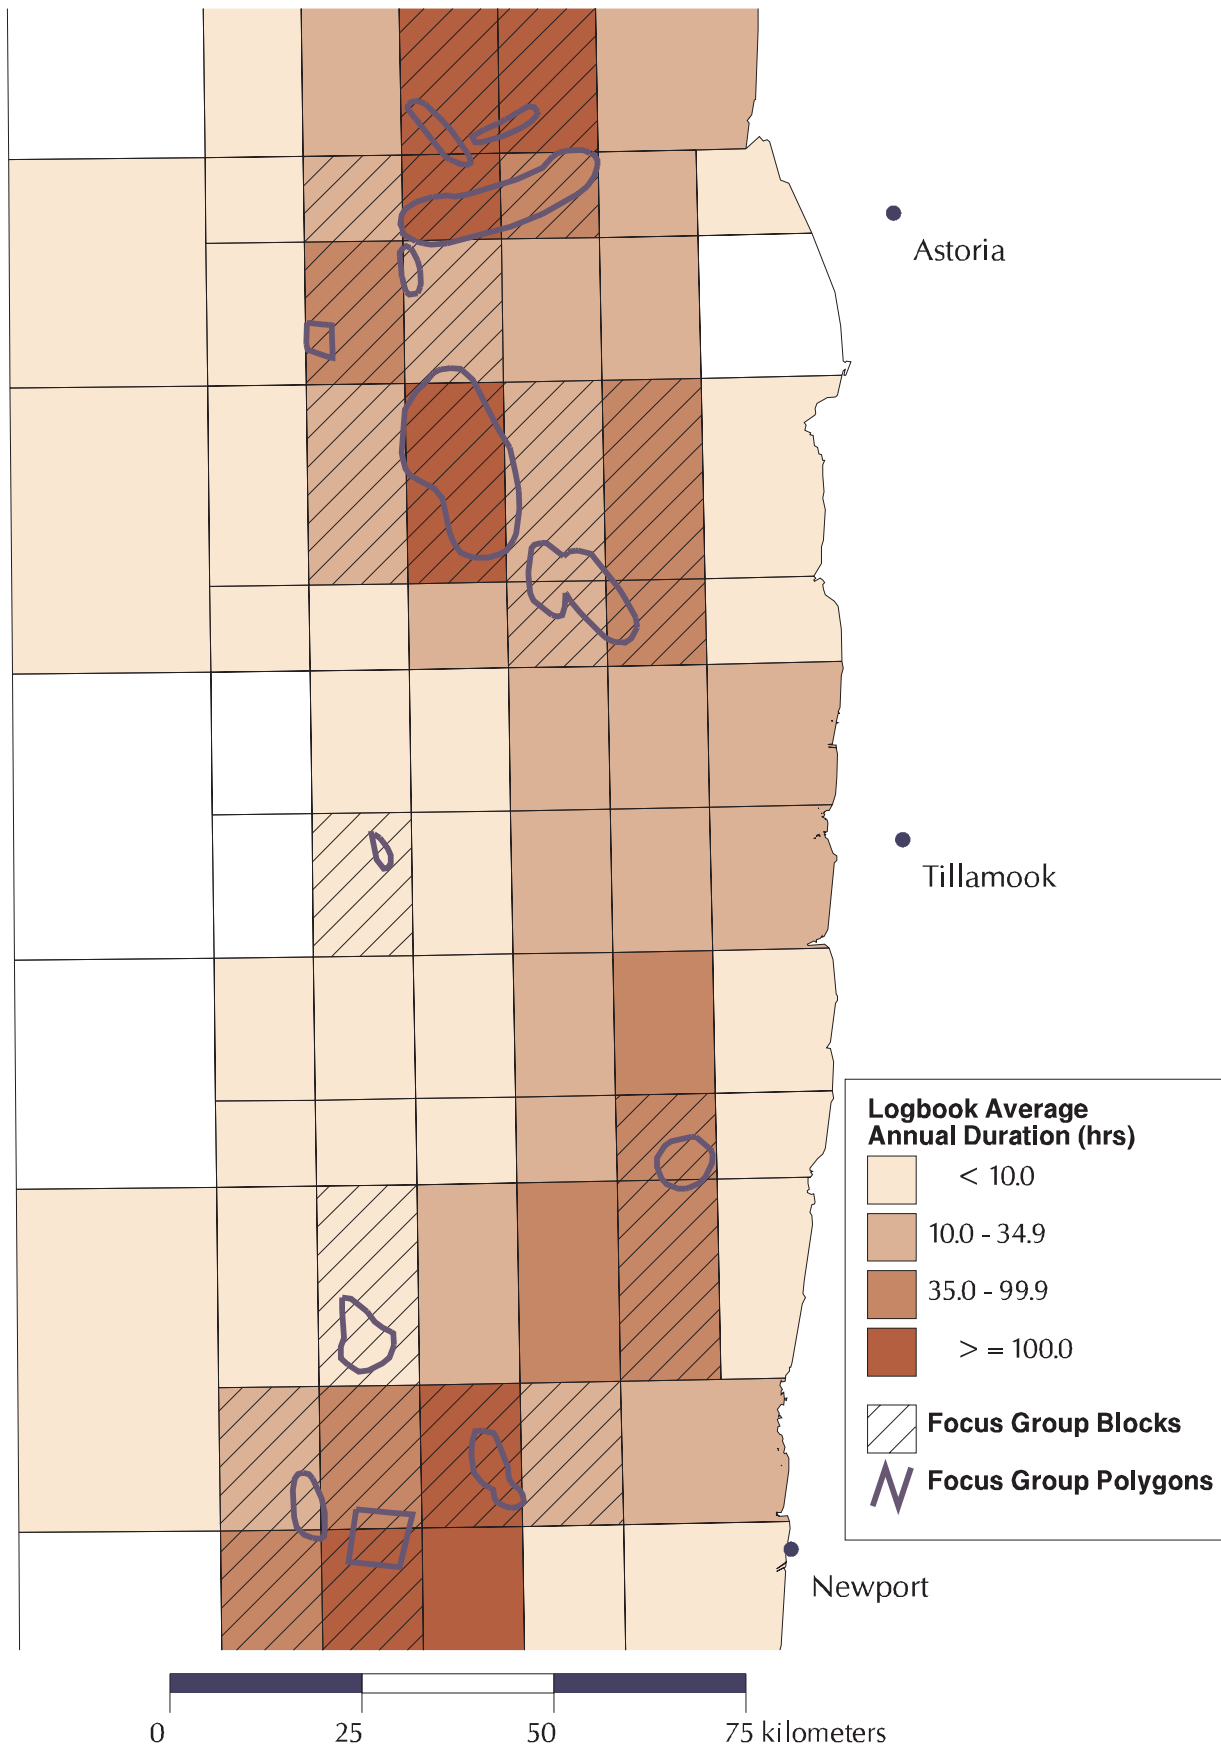 Astoria
Tillamook
Logbook Average
Annual Duration (hrs)
< 10.0
10.0 - 34.9
35.0 - 99.9
> = 100.0
Focus Group Blocks
Focus Group Polygons
Newport
0 25 50 75 kilometers